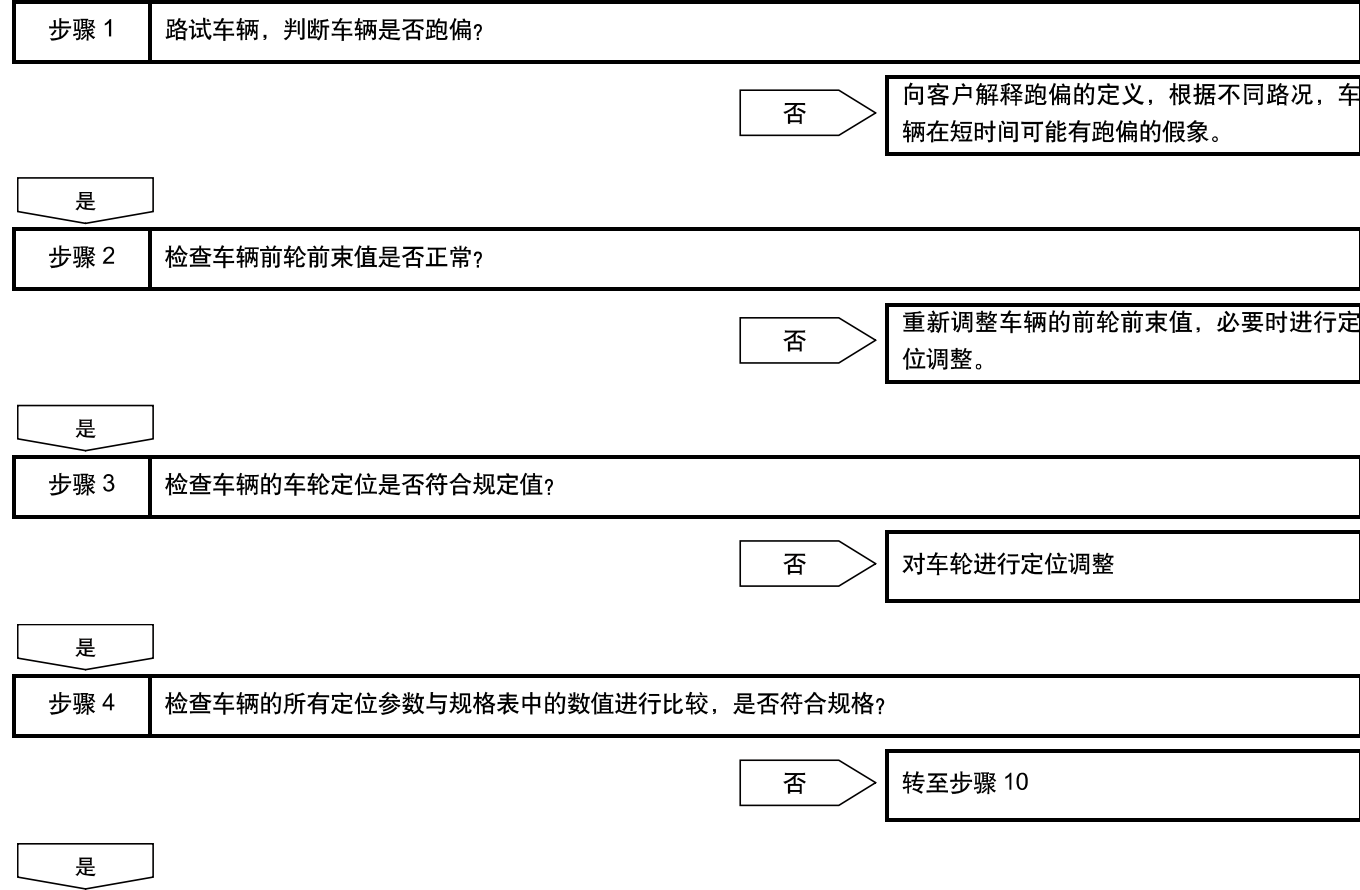 步骤 1 路试车辆，判断车辆是否跑偏?
否
向客户解释跑偏的定义，根据不同路况，车
辆在短时间可能有跑偏的假象。
是
步骤 2 检查车辆前轮前束值是否正常?
否
重新调整车辆的前轮前束值，必要时进行定
位调整。
是
步骤 3 检查车辆的车轮定位是否符合规定值?
否
对车轮进行定位调整
是
步骤 4 检查车辆的所有定位参数与规格表中的数值进行比较，是否符合规格?
否
转至步骤 10
是